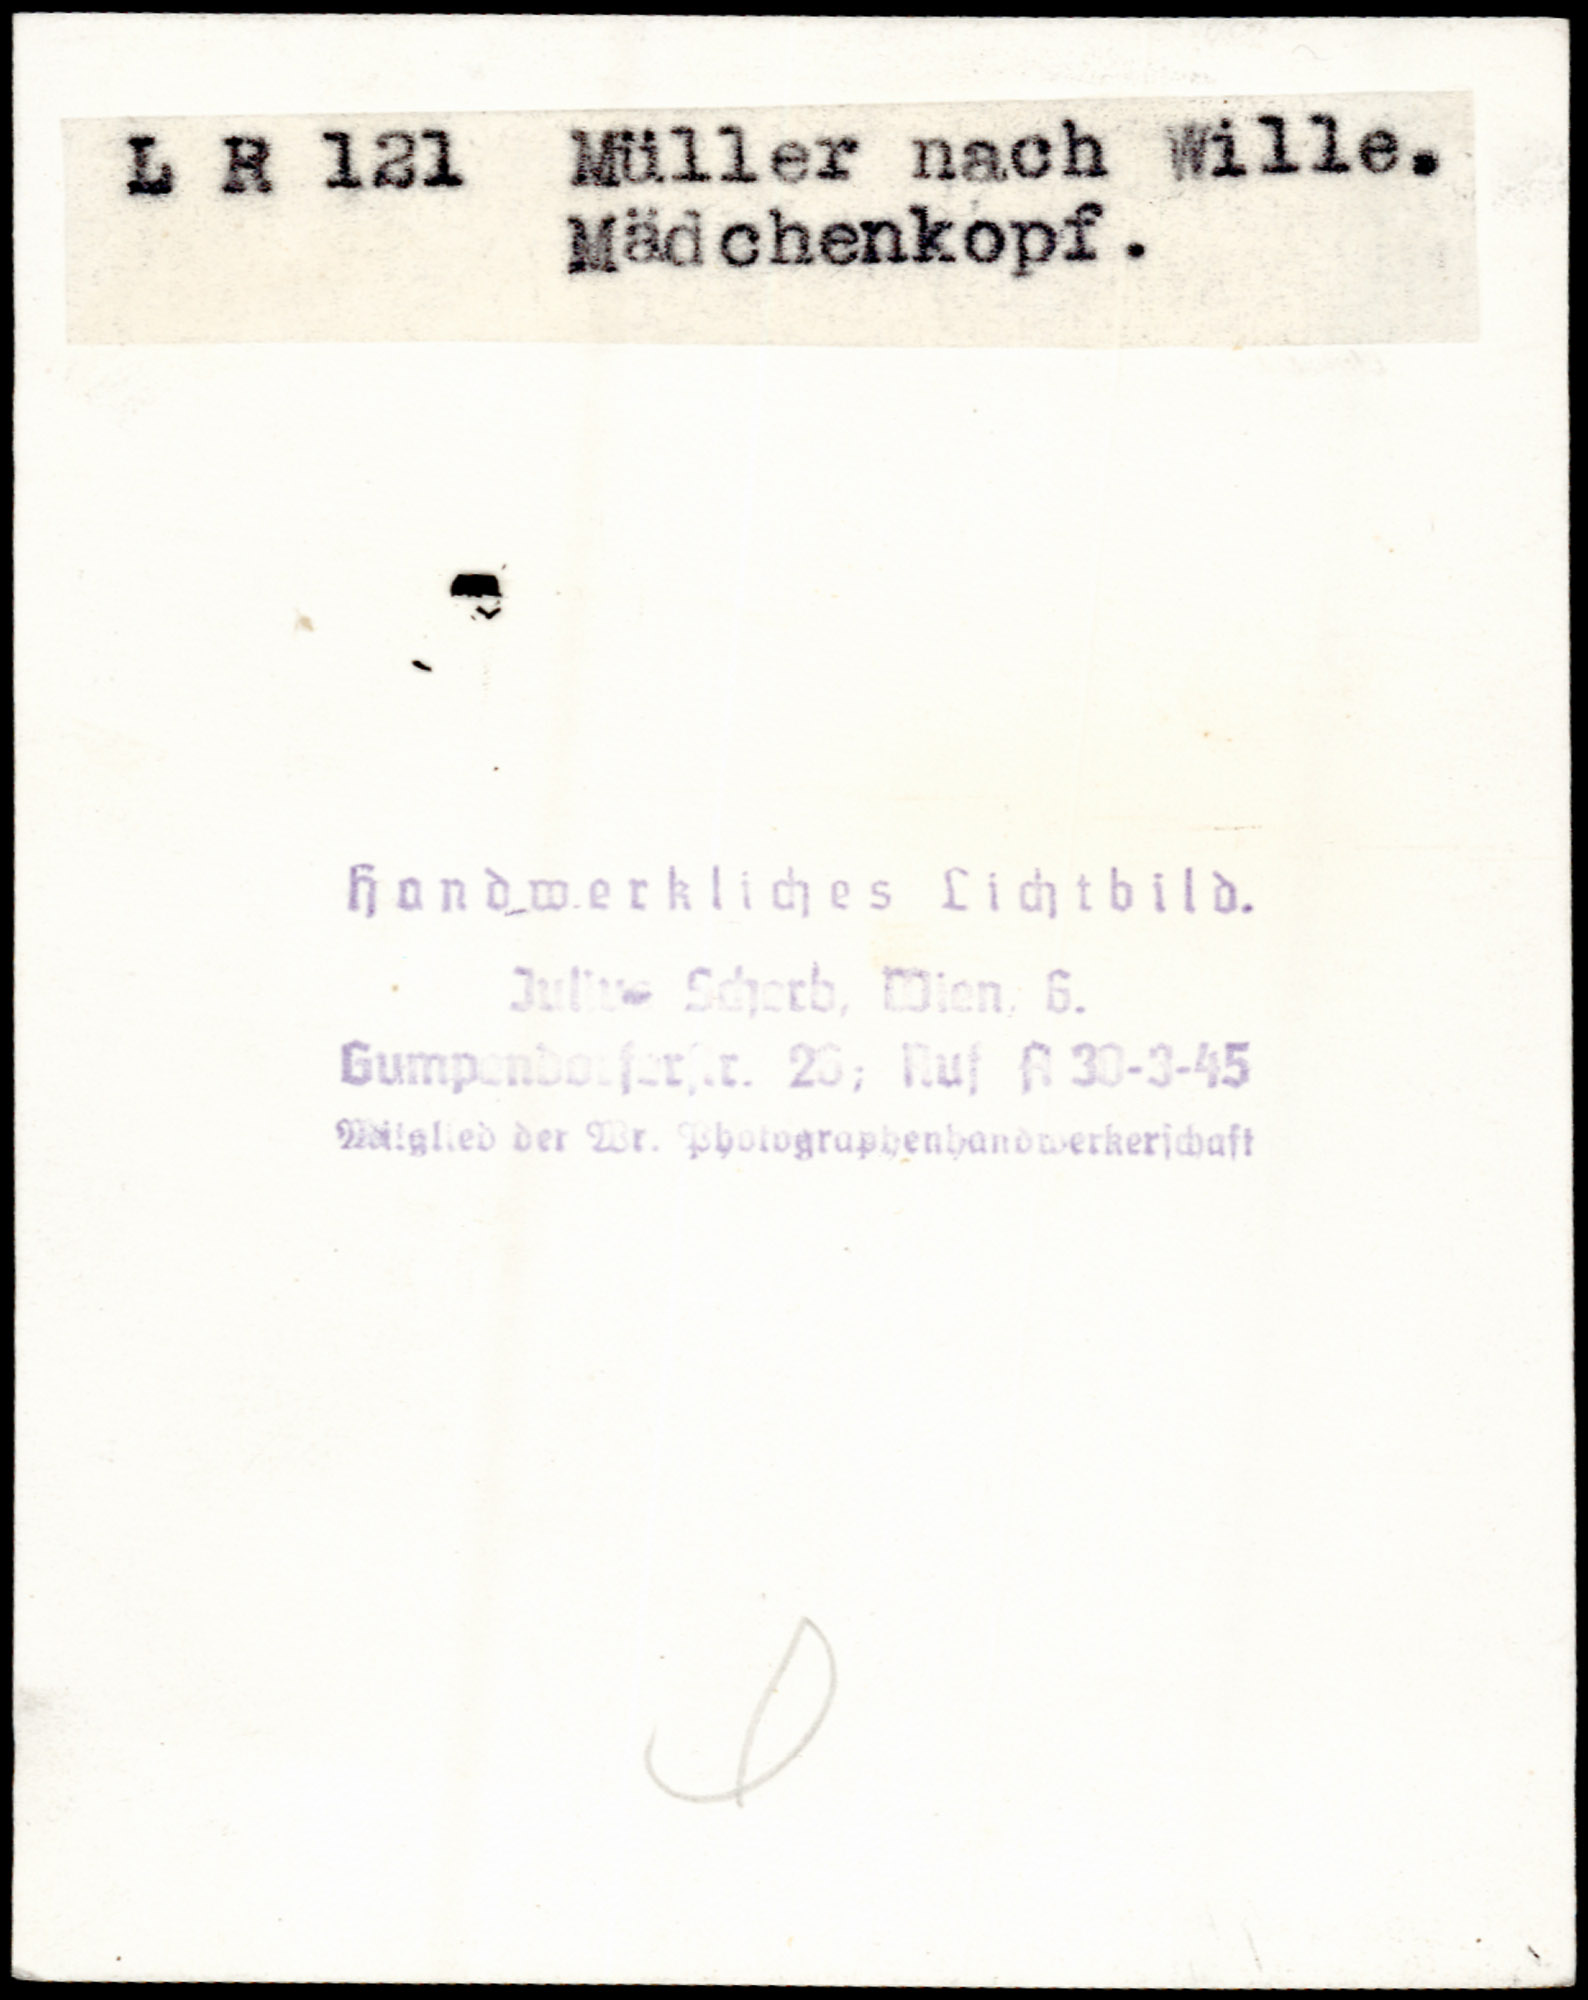 L R 121 Müller nach Wille.
Mädchenkopf.
Handwerkliches Lichtbild.
Julius Scherb, Wien, 6.
Gumpendorferstr. 26; Ruf A 30-3-45
Mitglied der Wr. Photographenhandwerkerschaft